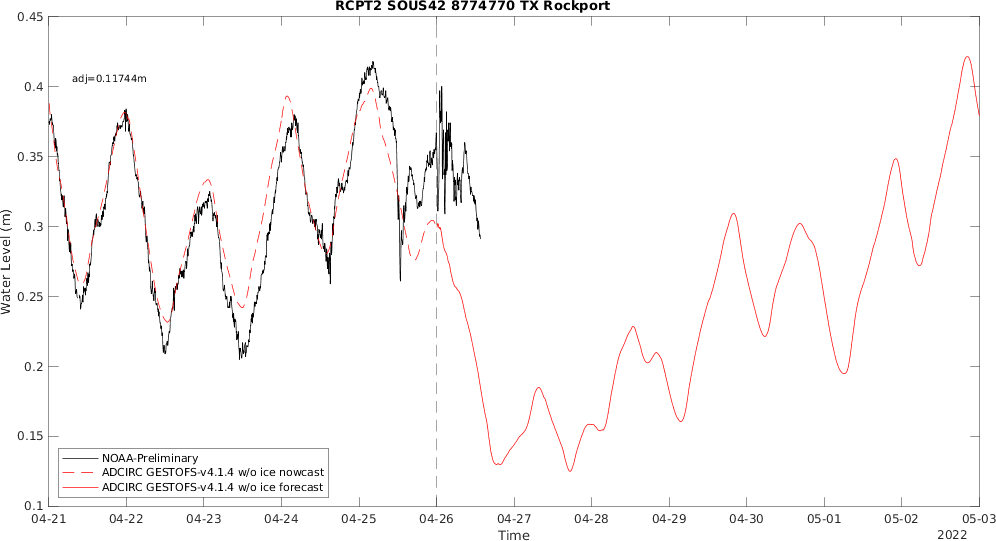 RCPT2 SOUS42 8774770 TX Rockport
0.45
0.4
0.35
0.3
0.25
0.2
0.15
0.1
Water Level (m)
adj=0.11744m
NOAA-Preliminary
ADCIRC GESTOFS-v4.1.4 w/o ice nowcast
ADCIRC GESTOFS-v4.1.4 w/o ice forecast
04-21 04-22 04-23 04-24 04-25 04-26 04-27 04-28 04-29 04-30 05-01 05-02 05-03
Time
2022